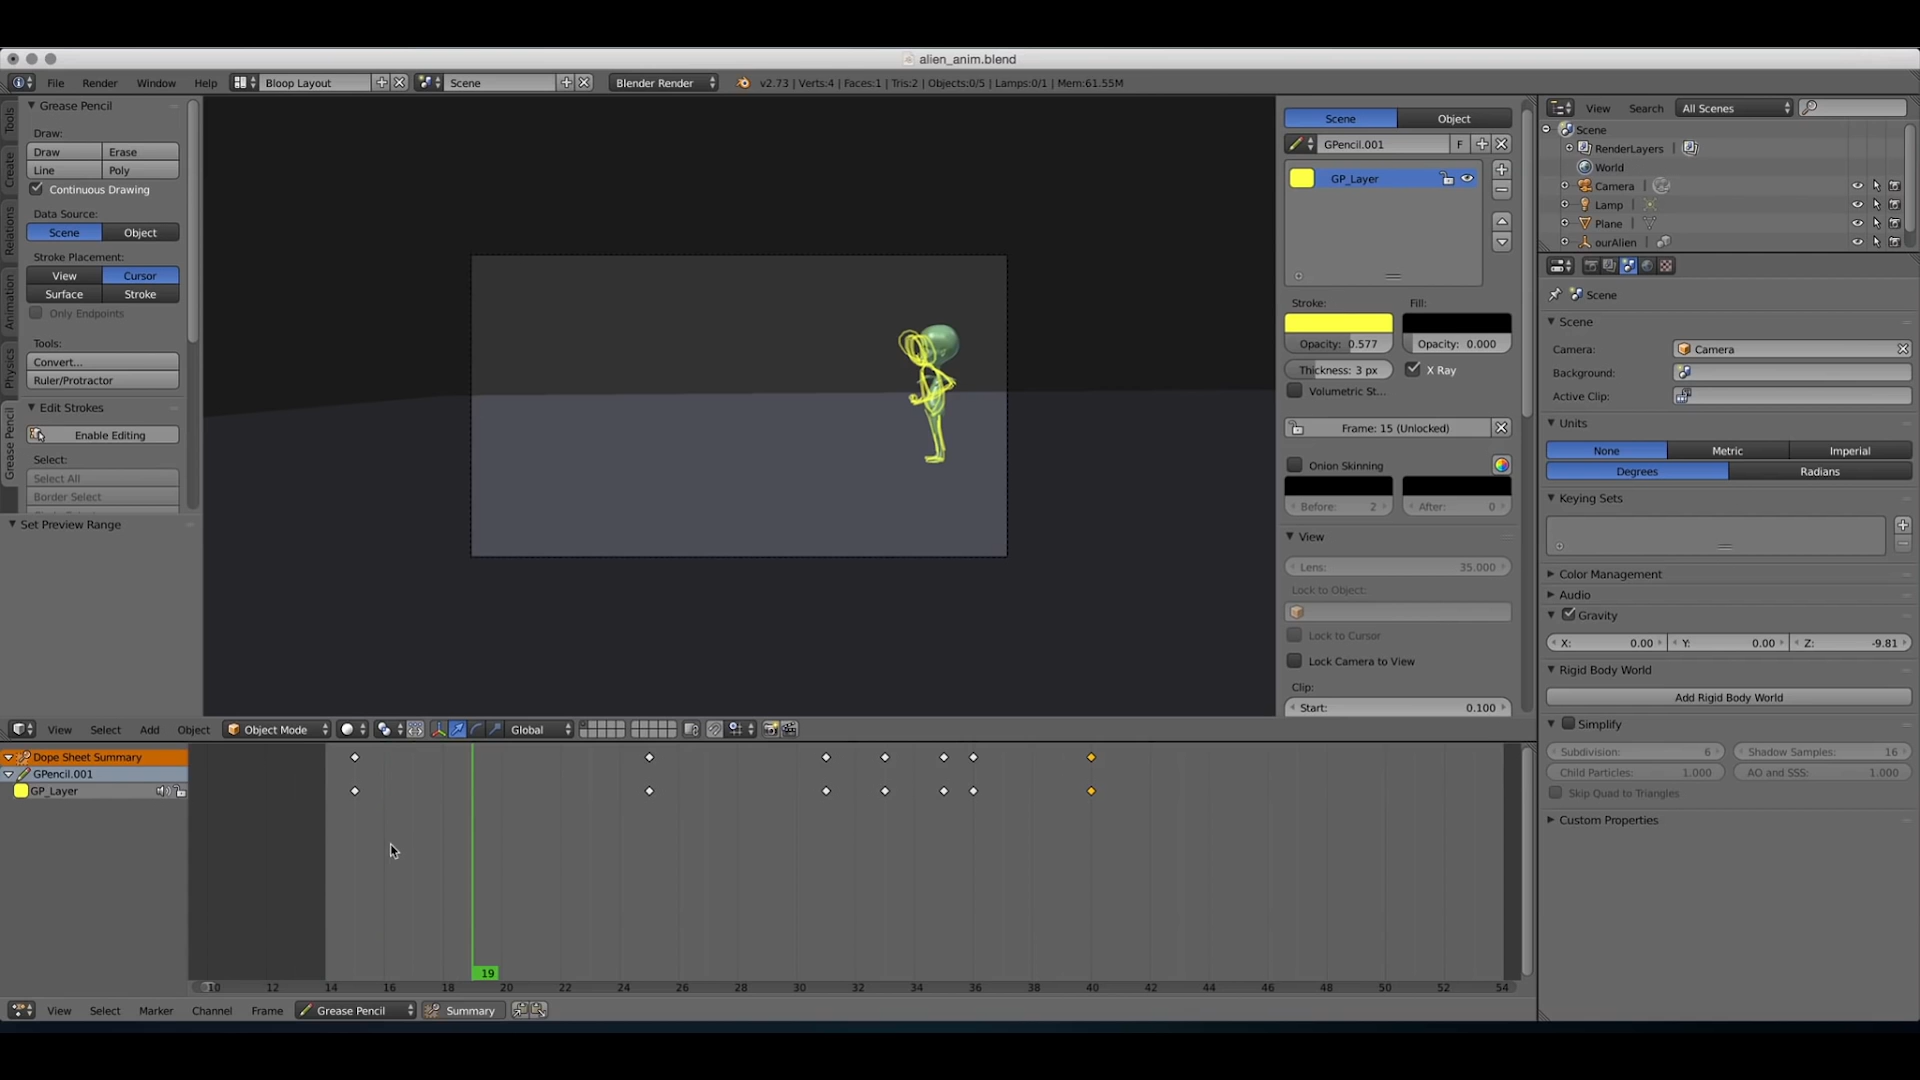 alien_anim.blend
File Render Window Help Bloop Layout Scene Blender Render v2.73 | Verts:4 | Faces:1 | Tris:2 | Objects:0/5 | Lamps:0/1 | Mem:61.55M
Tools
Create
Relations
Animation
Physics
Grease Pencil
Grease Pencil
Draw:
Draw Erase
Line Poly
Continuous Drawing
Data Source:
Scene Object
Stroke Placement:
View Cursor
Surface Stroke
Only Endpoints
Tools:
Convert...
Ruler/Protractor
Edit Strokes
Enable Editing
Select:
Select All
Border Select
Set Preview Range
Scene Object
GPencil.001 F
GP_Layer
Stroke: Fill:
Opacity: 0.577 Opacity: 0.000
Thickness: 3 px X Ray
Volumetric St...
Frame: 15 (Unlocked)
Onion Skinning
Before: 2 After: 0
View
Lens: 35.000
Lock to Object:
Lock to Cursor
Lock Camera to View
Clip:
Start: 0.100
View Search All Scenes
Scene
RenderLayers
World
Camera
Lamp
Plane
ourAlien
Scene
Scene
Camera: Camera
Background:
Active Clip:
Units
None Metric Imperial
Degrees Radians
Keying Sets
Color Management
Audio
Gravity
X: 0.00 Y: 0.00 Z: -9.81
Rigid Body World
Add Rigid Body World
Simplify
Subdivision: 6 Shadow Samples: 16
Child Particles: 1.000 AO and SSS: 1.000
Skip Quad to Triangles
Custom Properties
View Select Add Object Object Mode Global
Dope Sheet Summary
GPencil.001
GP_Layer
19
10 12 14 16 18 20 22 24 26 28 30 32 34 36 38 40 42 44 46 48 50 52 54
View Select Marker Channel Frame Grease Pencil Summary